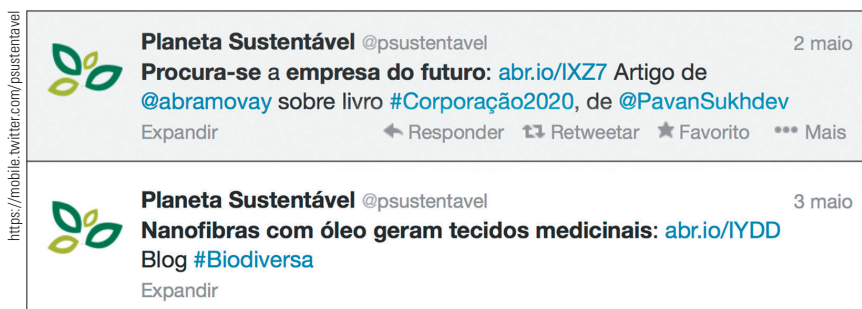 https://mobile.twitter.com/psustentavel
Planeta Sustentável @psustentavel 2 maio
Procura-se a empresa do futuro: abr.io/IXZ7 Artigo de
@abramovay sobre livro #Corporação2020, de @PavanSukhdev
Expandir Responder Retweetar Favorito Mais
Planeta Sustentável @psustentavel 3 maio
Nanofibras com óleo geram tecidos medicinais: abr.io/IYDD
Blog #Biodiversa
Expandir